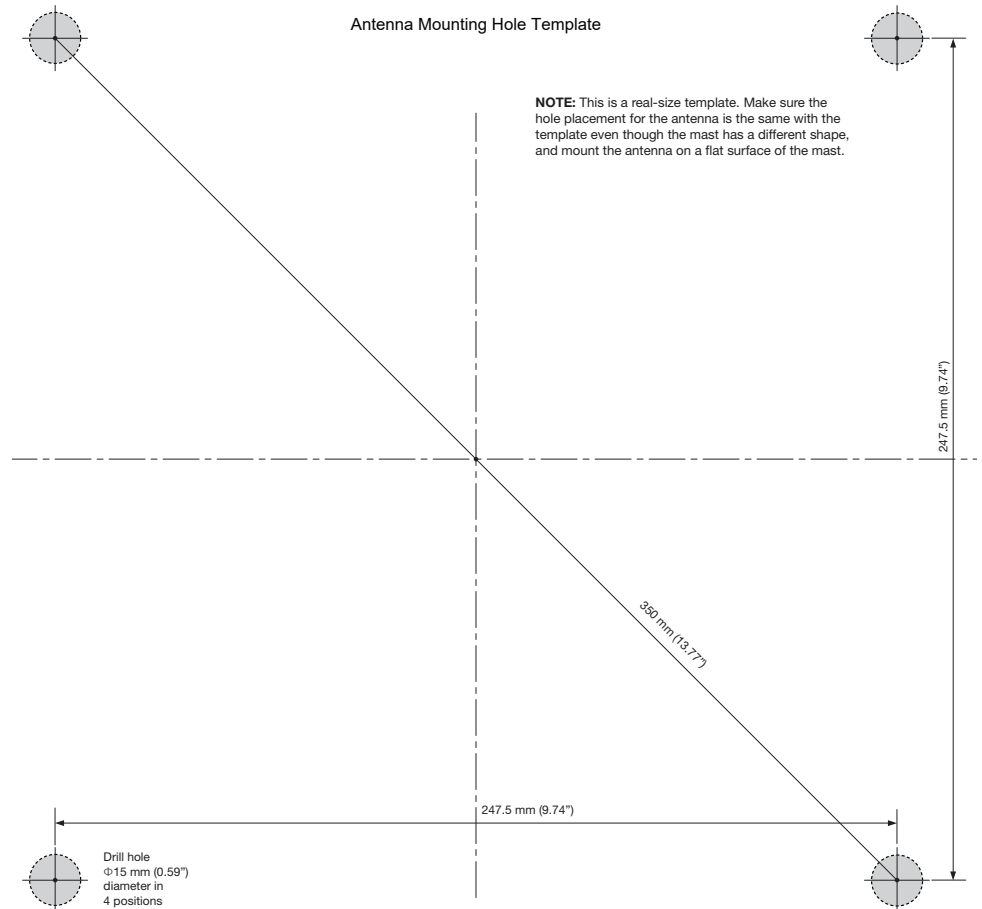 Antenna Mounting Hole Template
NOTE: This is a real-size template. Make sure the
hole placement for the antenna is the same with the
template even though the mast has a different shape,
and mount the antenna on a flat surface of the mast.
247.5 mm (9.74”)
350 mm (13.77”)
247.5 mm (9.74”)
Drill hole
Φ15 mm (0.59”)
diameter in
4 positions